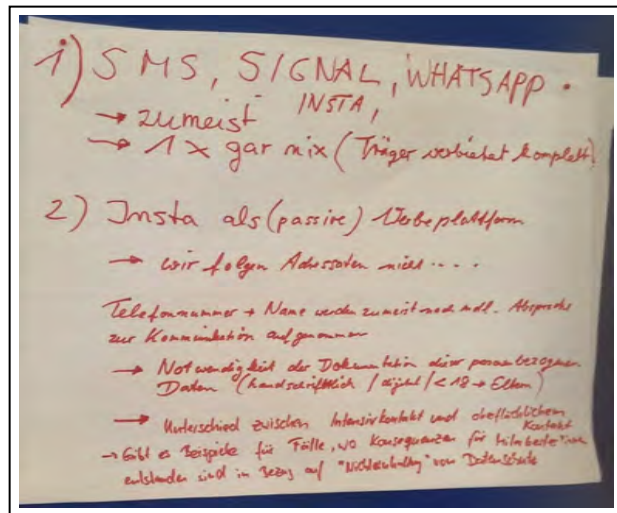 1) SMS, SIGNAL, WHATSAPP.
INSTA,
→ zumeist
→ 1x gar nix (Träger verbietet komplett)
2) Insta als (passive) Werbeplattform
→ wir folgen Adressaten nicht....
Telefonnummer + Name werden zumeist nach mdl. Absprache
zur Kommunikation aufgenommen
→ Notwendigkeit der Dokumentation dieser personenbezogenen
Daten (handschriftlich / digital / < 18 → Eltern)
→ Unterschied zwischen Intensivkontakt und oberflächlichem
Kontakt
→ Gibt es Beispiele für Fälle, wo Konsequenzen für Mitarbeiter*innen
entstanden sind in Bezug auf "Nichteinhaltung" von Datenschutz